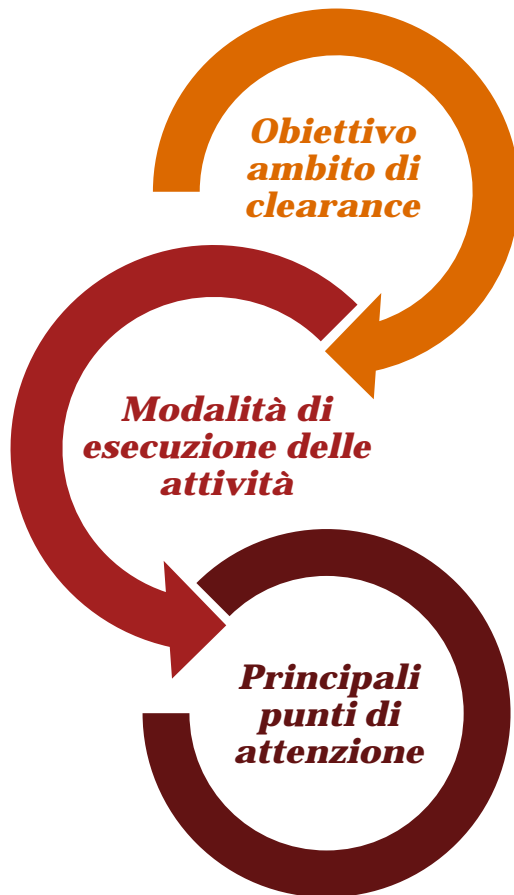 Obiettivo
ambito di
clearance
Modalità di
esecuzione delle
attività
Principali
punti di
attenzione